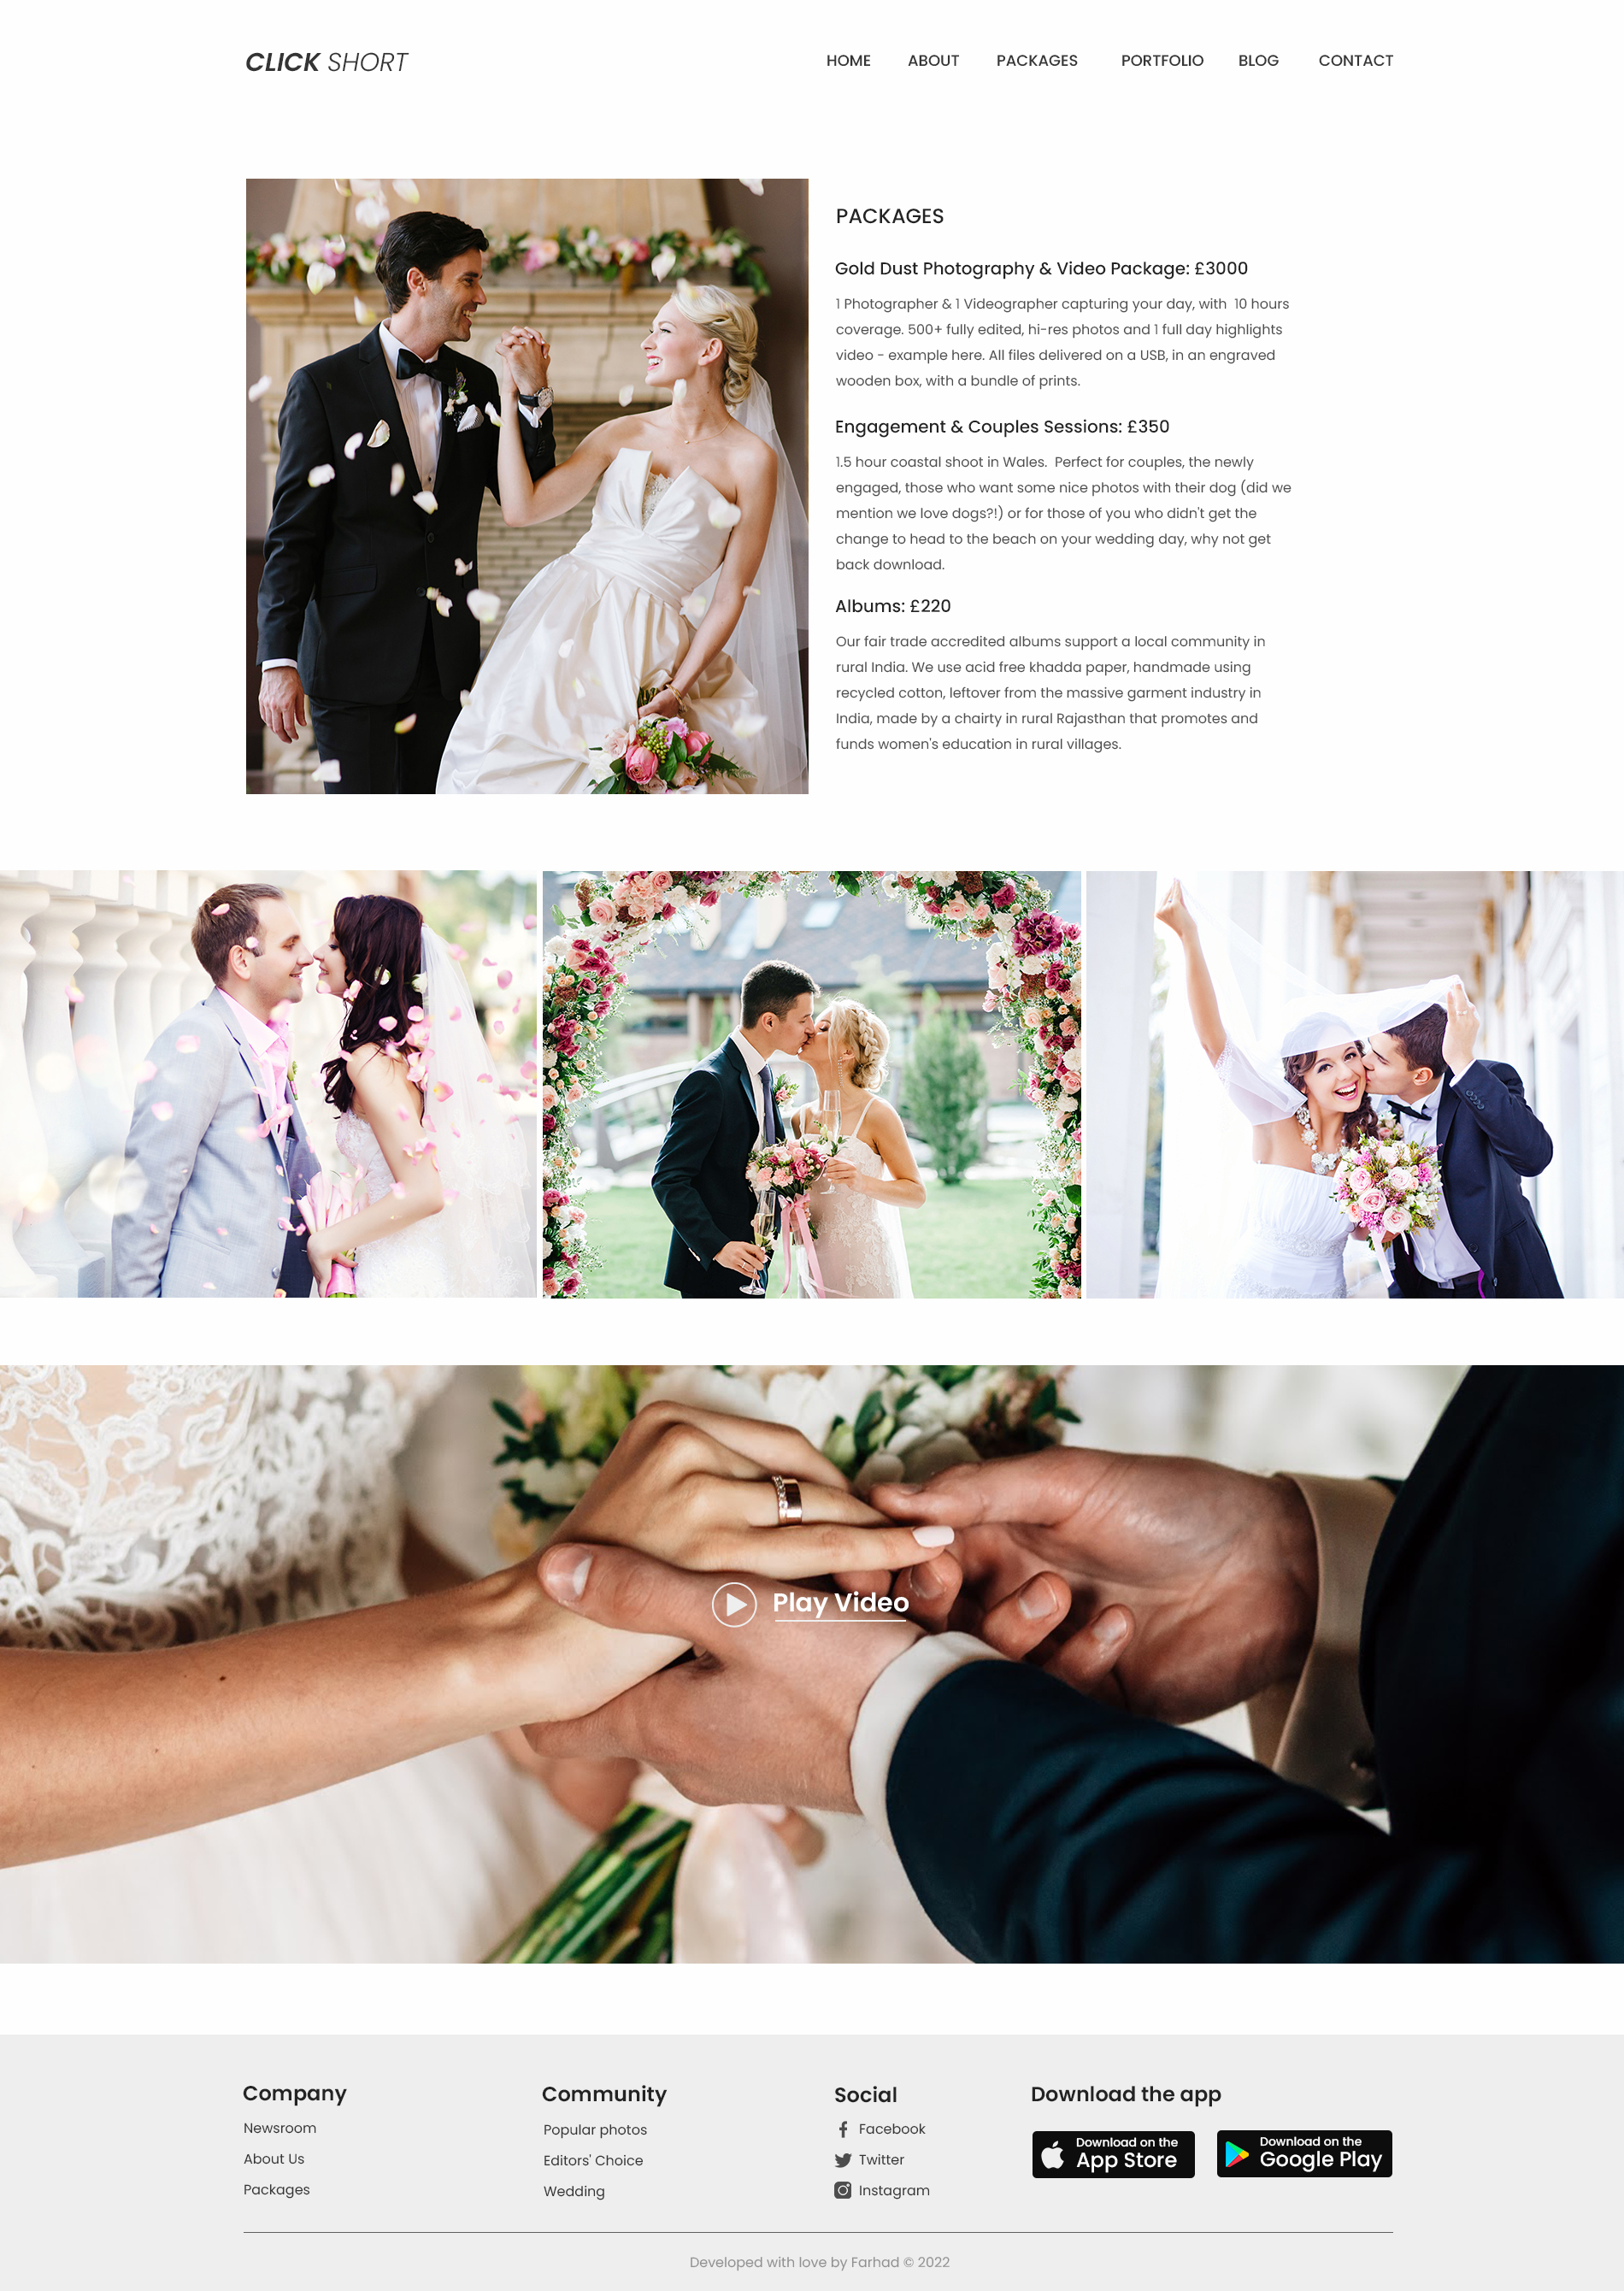 CLICK SHORT
HOME ABOUT PACKAGES PORTFOLIO BLOG CONTACT
PACKAGES
Gold Dust Photography & Video Package: £3000
1 Photographer & 1 Videographer capturing your day, with 10 hours
coverage. 500+ fully edited, hi-res photos and 1 full day highlights
video - example here. All files delivered on a USB, in an engraved
wooden box, with a bundle of prints.
Engagement & Couples Sessions: £350
1.5 hour coastal shoot in Wales. Perfect for couples, the newly
engaged, those who want some nice photos with their dog (did we
mention we love dogs?!) or for those of you who didn't get the
change to head to the beach on your wedding day, why not get
back download.
Albums: £220
Our fair trade accredited albums support a local community in
rural India. We use acid free khadda paper, handmade using
recycled cotton, leftover from the massive garment industry in
India, made by a chairty in rural Rajasthan that promotes and
funds women's education in rural villages.
Play Video
Company
Newsroom
About Us
Packages
Community
Popular photos
Editors' Choice
Wedding
Social
Facebook
Twitter
Instagram
Download the app
Download on the
App Store
Download on the
Google Play
Developed with love by Farhad © 2022